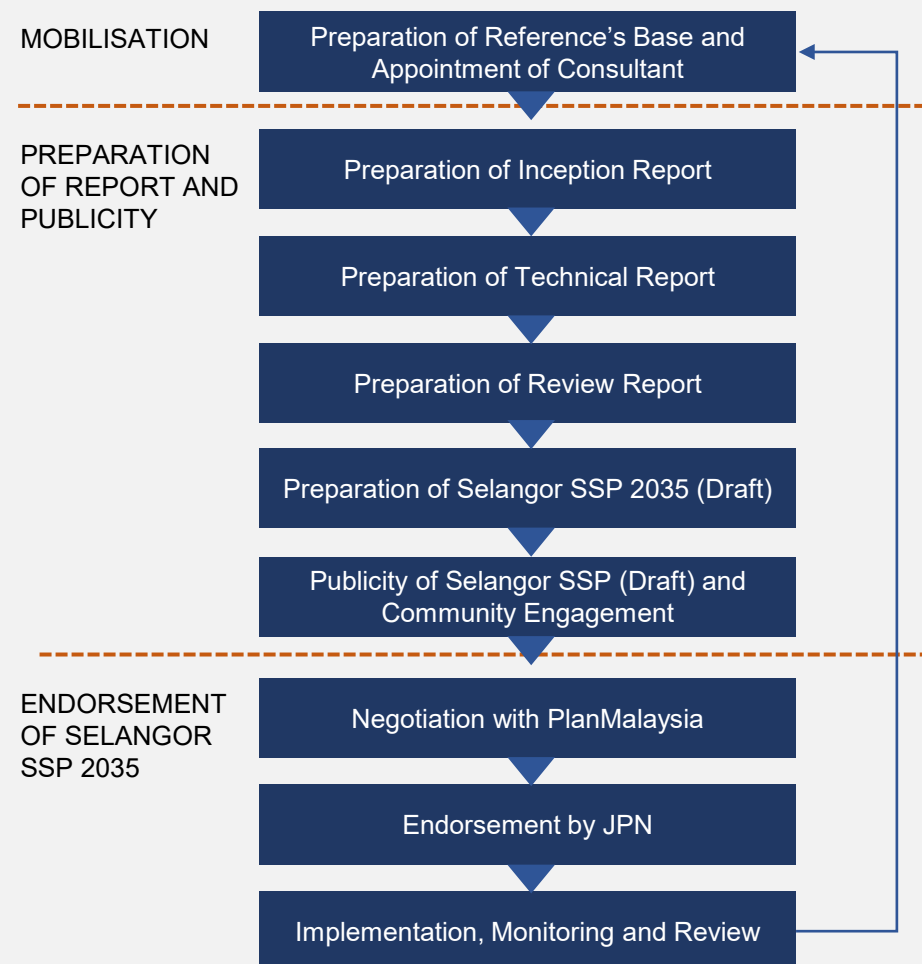 MOBILISATION
Preparation of Reference’s Base and
Appointment of Consultant
PREPARATION
OF REPORT AND
PUBLICITY
Preparation of Inception Report
Preparation of Technical Report
Preparation of Review Report
Preparation of Selangor SSP 2035 (Draft)
Publicity of Selangor SSP (Draft) and
Community Engagement
ENDORSEMENT
OF SELANGOR
SSP 2035
Negotiation with PlanMalaysia
Endorsement by JPN
Implementation, Monitoring and Review